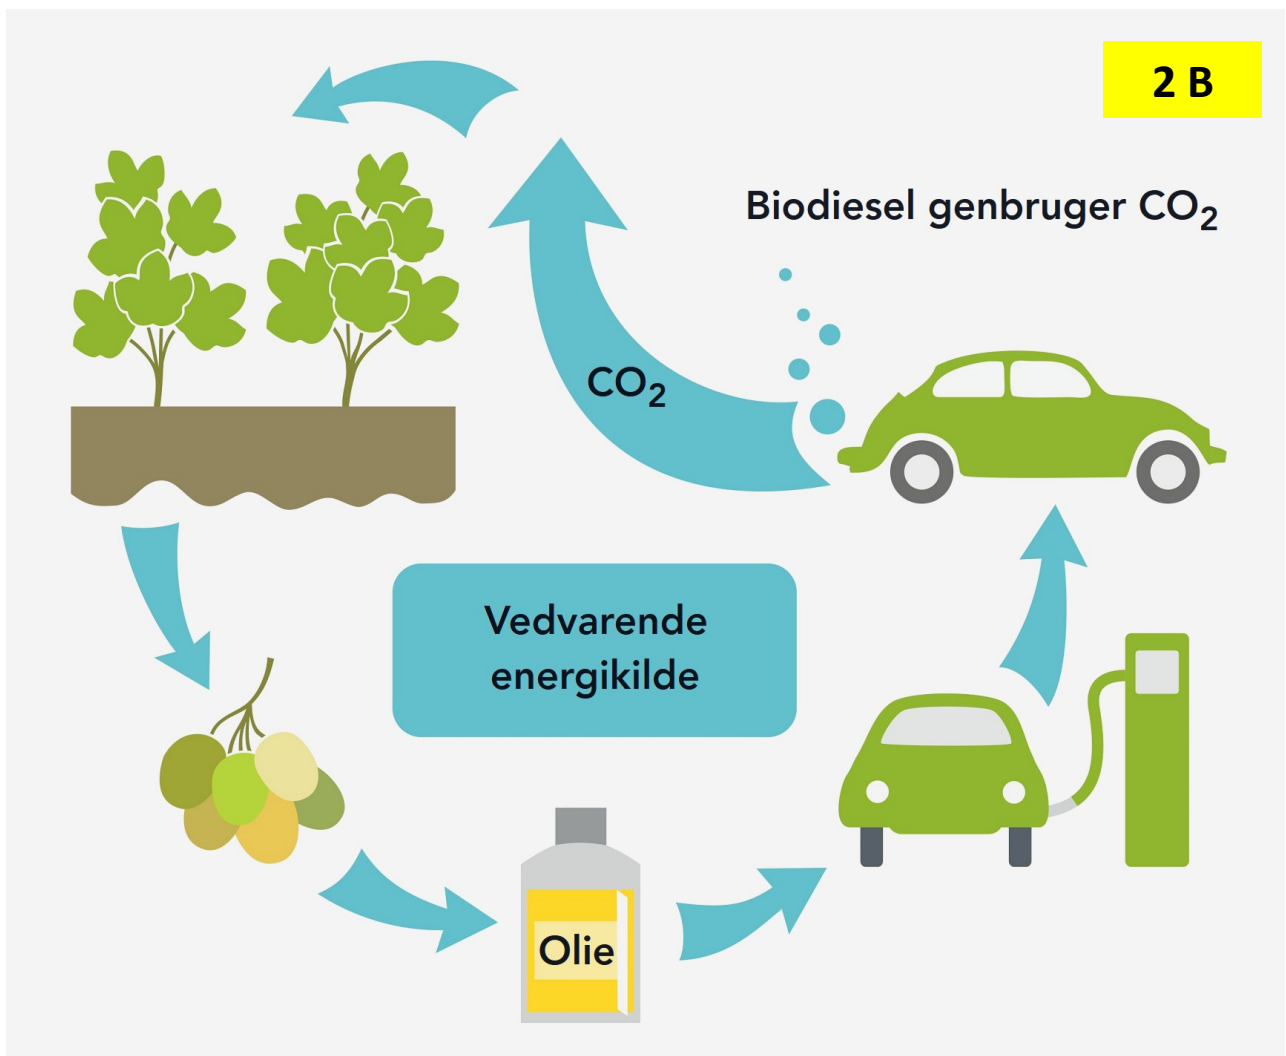 2 B
Biodiesel genbruger CO₂
CO₂
Vedvarende
energikilde
Olie